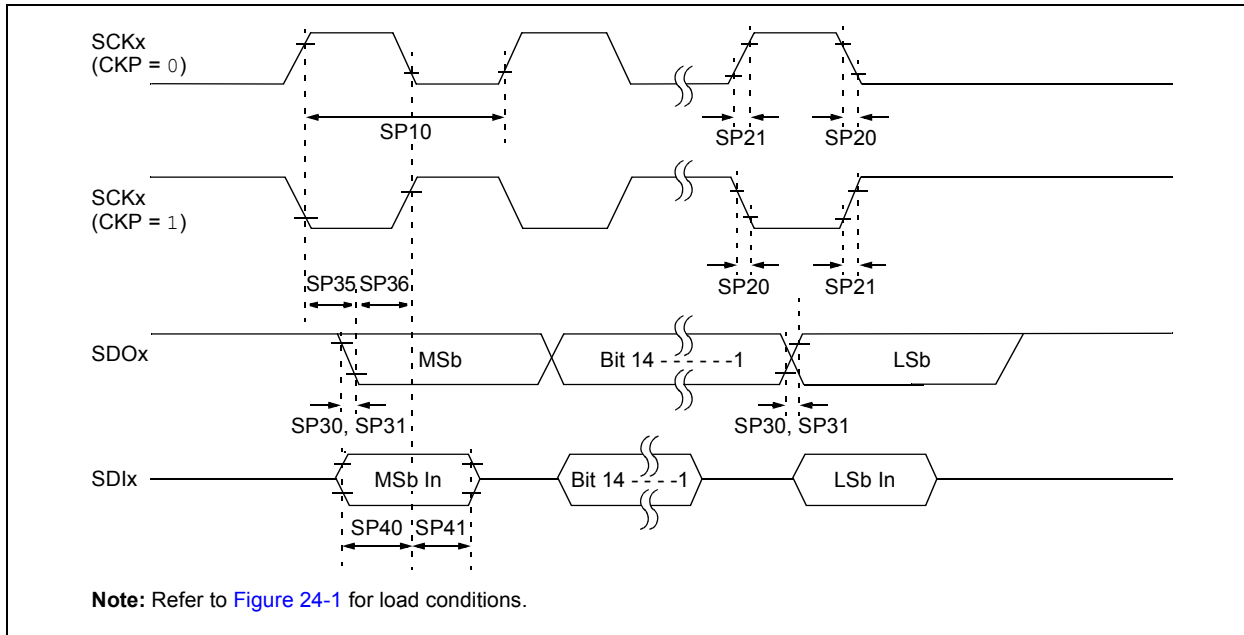 SCKx
(CKP = 0)
SP10
SP21
SP20
SCKx
(CKP = 1)
SP35
SP36
SP20
SP21
SDOx
MSb
Bit 14 - - - - - -1
LSb
SP30, SP31
SP30, SP31
SDIx
MSb In
Bit 14 - - - - -1
LSb In
SP40
SP41
Note: Refer to Figure 24-1 for load conditions.